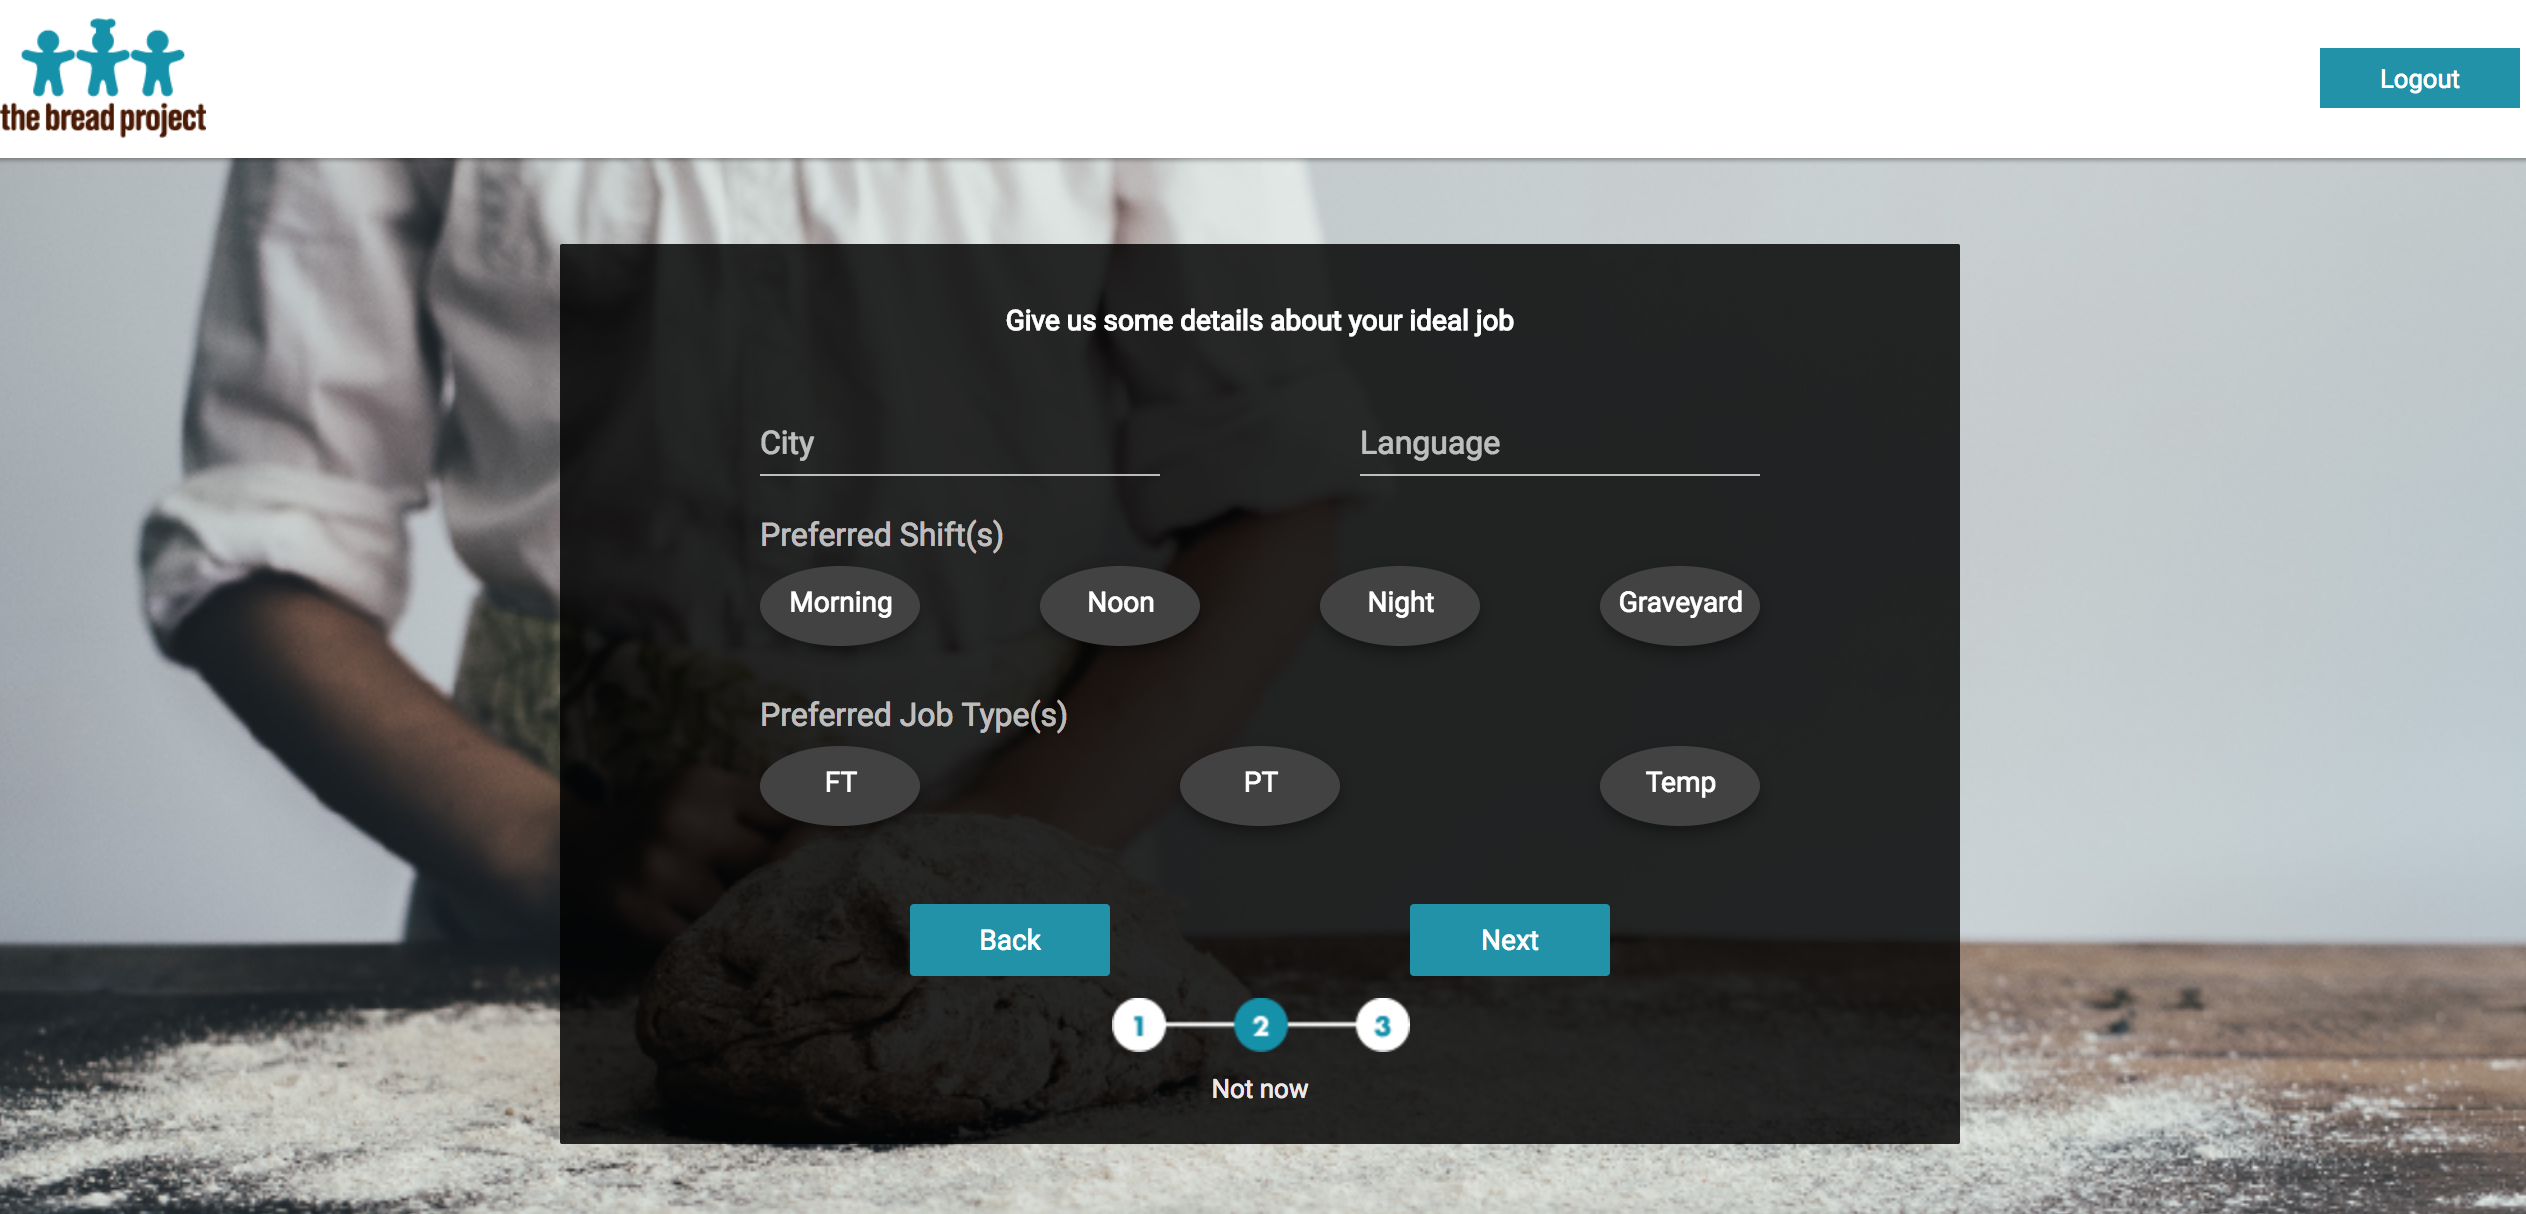 the bread project
Logout
Give us some details about your ideal job
City
Language
Preferred Shift(s)
Morning
Noon
Night
Graveyard
Preferred Job Type(s)
FT
PT
Temp
Back
Next
1
2
3
Not now